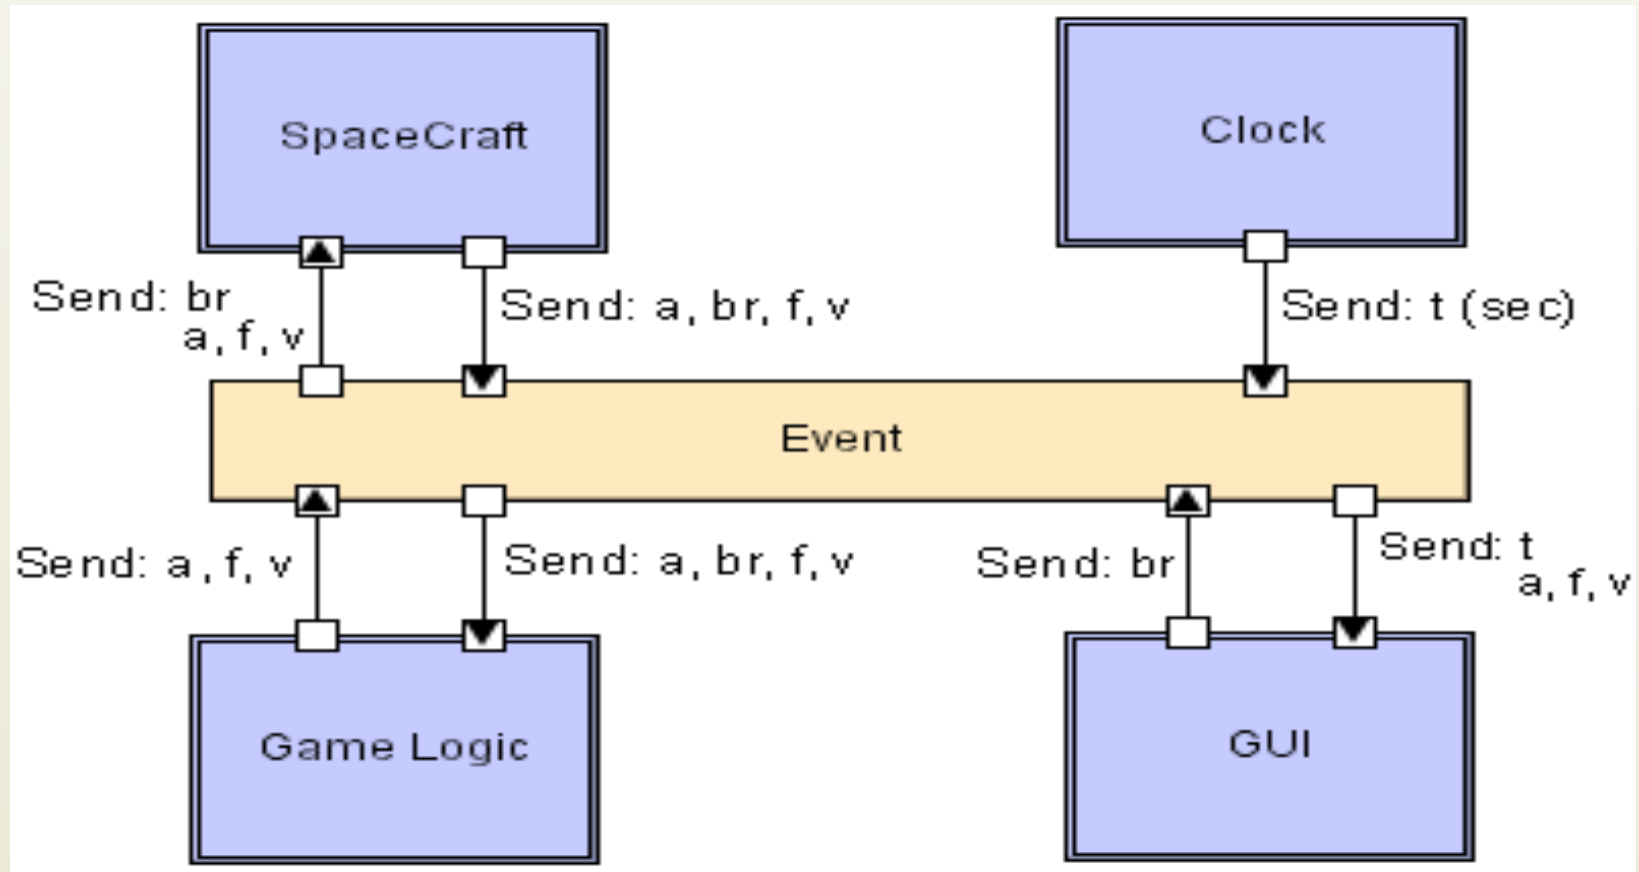 SpaceCraft
Clock
Send: br
a, f, v
Send: a, br, f, v
Send: t (sec)
Event
Send: a, f, v
Send: a, br, f, v
Send: br
Send: t
a, f, v
Game Logic
GUI